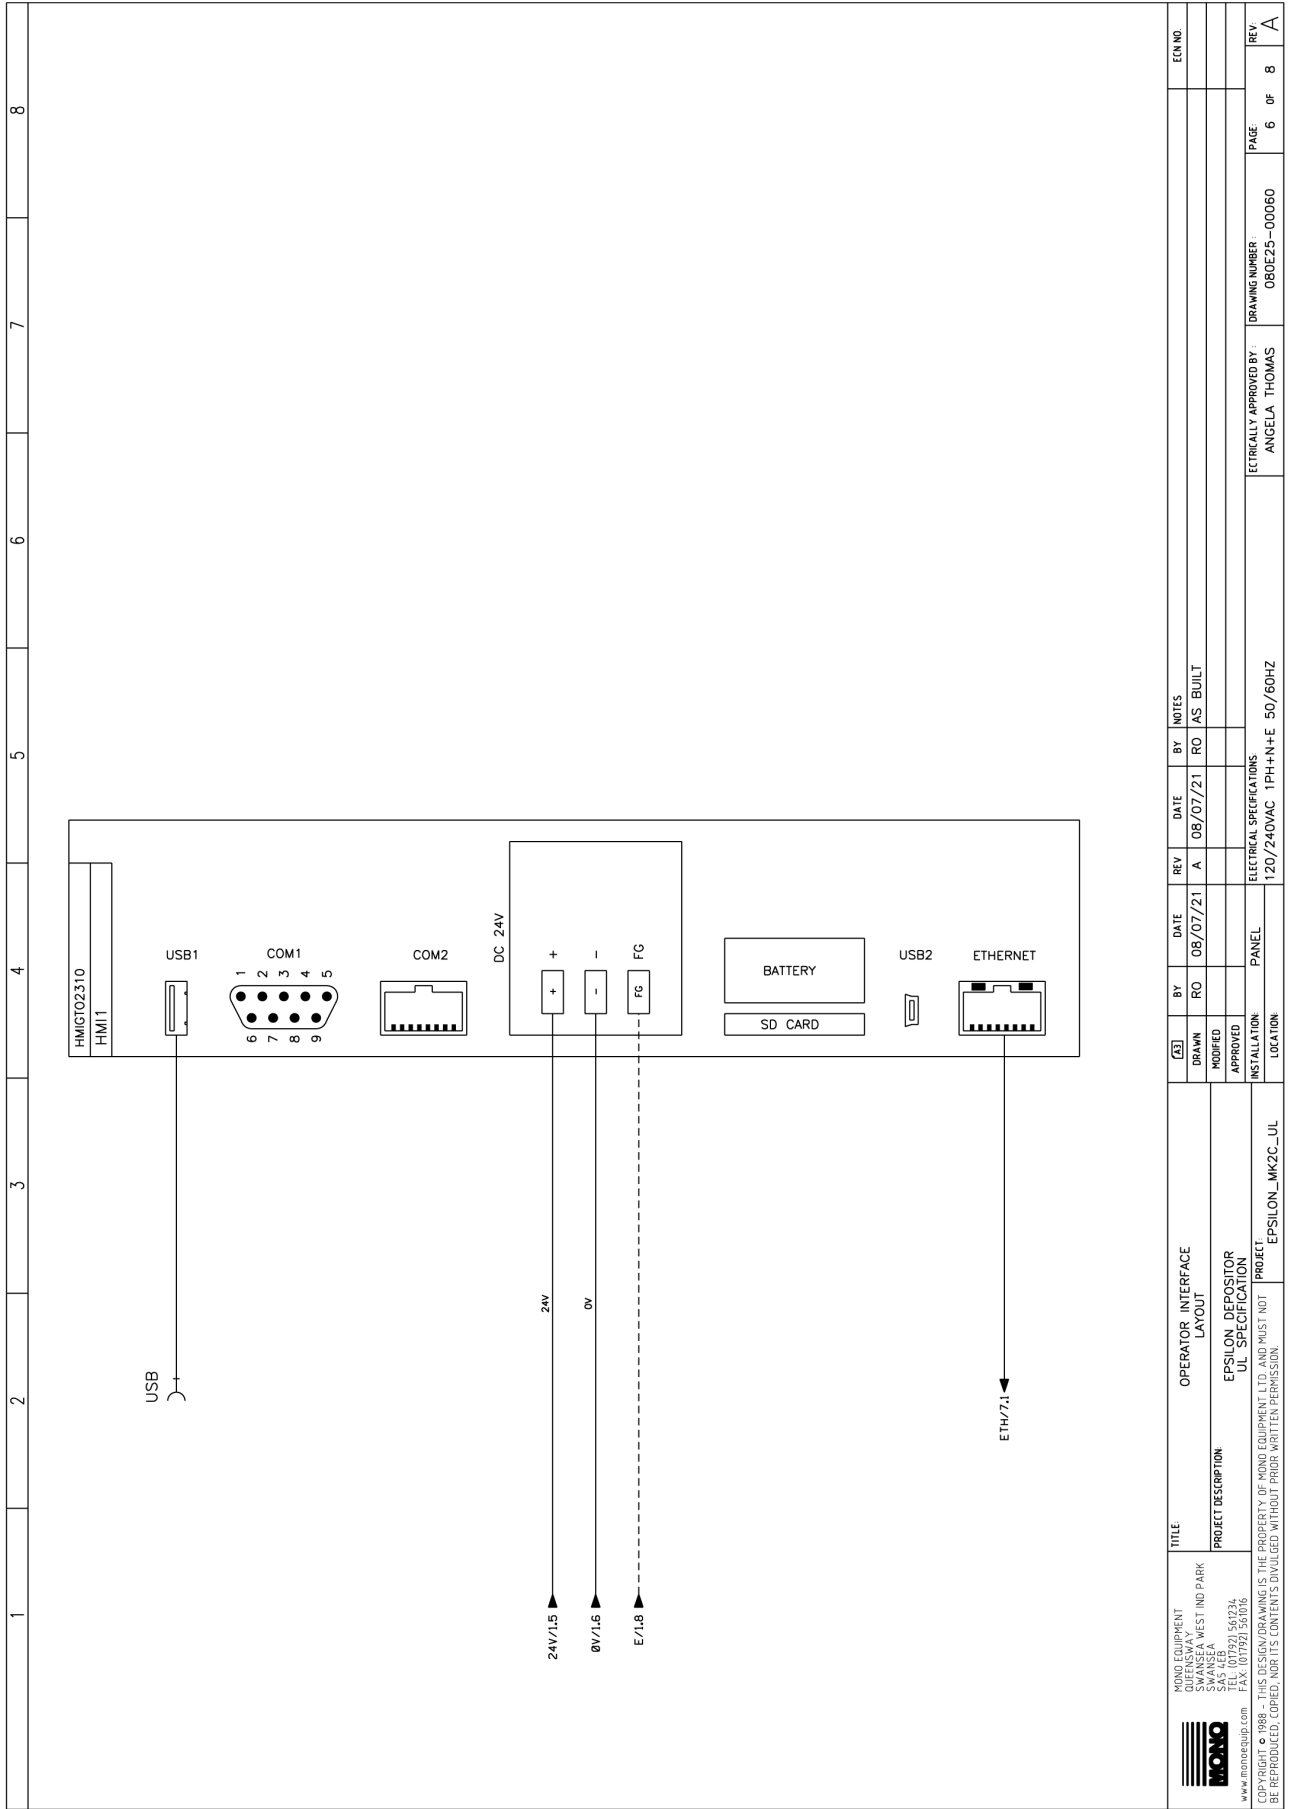 1
2
3
4
5
6
7
8
HMIGTO2310
HMI1
USB
USB1
COM1
1
2
3
4
5
6
7
8
9
COM2
DC 24V
24V/1.5
24V
+
+
0V/1.6
0V
-
-
E/1.8
FG
FG
BATTERY
SD CARD
USB2
ETHERNET
ETH/7.1
MONO
www.monoequip.com
MONO EQUIPMENT
QUEENSWAY
SWANSEA WEST IND PARK
SWANSEA
SA5 4EB
TEL: (01792) 561234
FAX: (01792) 561016
COPYRIGHT © 1988 - THIS DESIGN/DRAWING IS THE PROPERTY OF MONO EQUIPMENT LTD. AND MUST NOT
BE REPRODUCED, COPIED, NOR ITS CONTENTS DIVULGED WITHOUT PRIOR WRITTEN PERMISSION.
TITLE:
OPERATOR INTERFACE
LAYOUT
PROJECT DESCRIPTION:
EPSILON DEPOSITOR
UL SPECIFICATION
PROJECT:
EPSILON_MK2C_UL
A3 BY DATE REV DATE BY NOTES ECN NO.
DRAWN RO 08/07/21 A 08/07/21 RO AS BUILT
MODIFIED
APPROVED
INSTALLATION: PANEL
LOCATION:
ELECTRICAL SPECIFICATIONS:
120/240VAC 1PH+N+E 50/60HZ
ECTRICALLY APPROVED BY :
ANGELA THOMAS
DRAWING NUMBER :
080E25-00060
PAGE:
6 OF 8
REV:
A